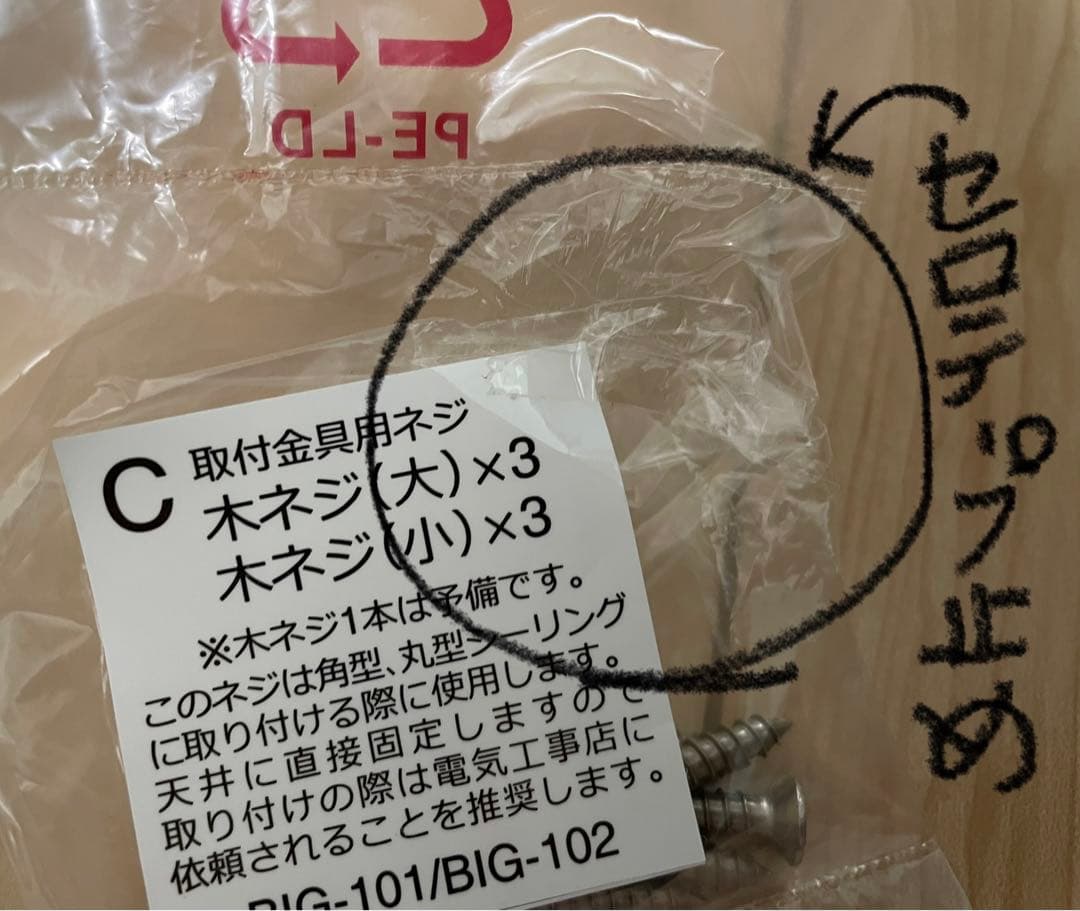 PE-LD
セロテープ止め
C 取付金具用ネジ
木ネジ(大)×3
木ネジ(小)×3
※木ネジ1本は予備です。
このネジは角型、丸型シーリング
に取り付ける際に使用します。
天井に直接固定しますので
取り付けの際は電気工事店に
依頼されることを推奨します。
BIG-101/BIG-102